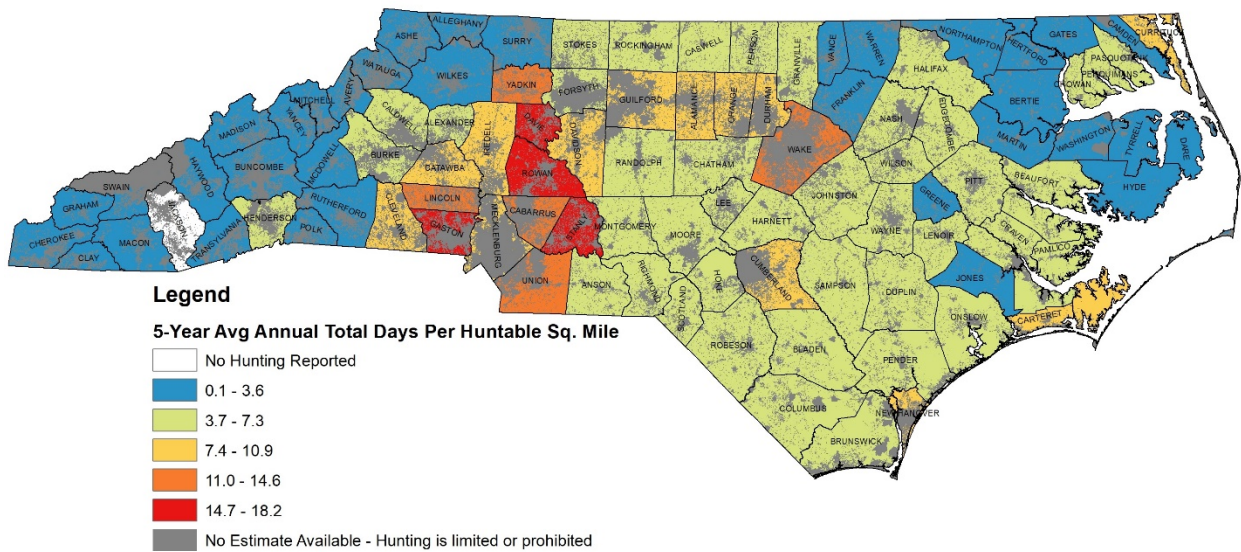 ALLEGHANY
ASHE
SURRY
STOKES
ROCKINGHAM
CASWELL
PERSON
GRANVILLE
VANCE
WARREN
NORTHAMPTON
HERTFORD
GATES
CAMDEN
CURRITUCK
PASQUOTANK
PERQUIMANS
CHOWAN
HALIFAX
WATAUGA
WILKES
YADKIN
FORSYTH
GUILFORD
ALAMANCE
ORANGE
DURHAM
FRANKLIN
BERTIE
MITCHELL
AVERY
YANCEY
MADISON
CALDWELL
ALEXANDER
IREDELL
DAVIE
DAVIDSON
WAKE
NASH
EDGECOMBE
MARTIN
WASHINGTON
TYRRELL
DARE
HAYWOOD
BUNCOMBE
MCDOWELL
BURKE
CATAWBA
ROWAN
RANDOLPH
CHATHAM
WILSON
PITT
BEAUFORT
HYDE
SWAIN
GRAHAM
JACKSON
HENDERSON
RUTHERFORD
LINCOLN
CABARRUS
STANLY
MONTGOMERY
MOORE
LEE
HARNETT
JOHNSTON
GREENE
WAYNE
LENOIR
CRAVEN
PAMLICO
CHEROKEE
MACON
CLAY
TRANSYLVANIA
POLK
CLEVELAND
GASTON
MECKLENBURG
UNION
ANSON
RICHMOND
SCOTLAND
HOKE
CUMBERLAND
SAMPSON
DUPLIN
JONES
ONSLOW
CARTERET
ROBESON
BLADEN
PENDER
COLUMBUS
NEW HANOVER
BRUNSWICK
Legend
5-Year Avg Annual Total Days Per Huntable Sq. Mile
No Hunting Reported
0.1 - 3.6
3.7 - 7.3
7.4 - 10.9
11.0 - 14.6
14.7 - 18.2
No Estimate Available - Hunting is limited or prohibited